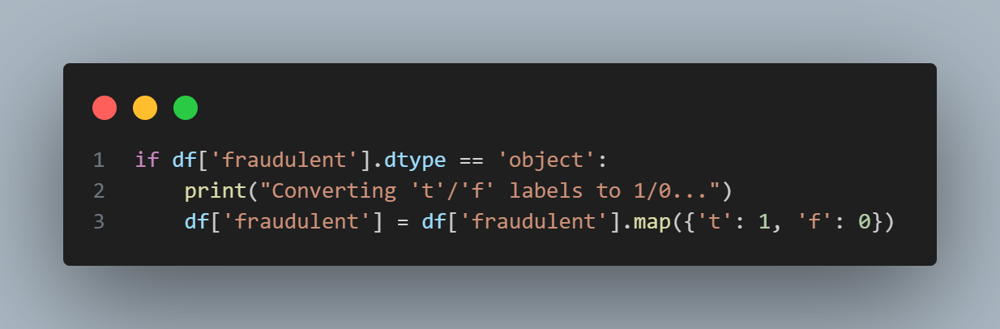 1 if df['fraudulent'].dtype == 'object':
2     print("Converting 't'/'f' labels to 1/0...")
3     df['fraudulent'] = df['fraudulent'].map({'t': 1, 'f': 0})